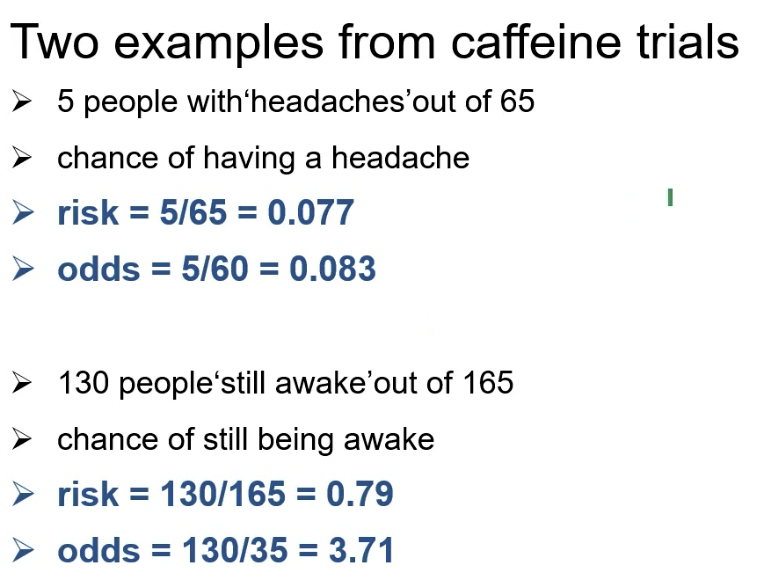 Two examples from caffeine trials
➢ 5 people with‘headaches’out of 65
➢ chance of having a headache
➢ risk = 5/65 = 0.077
➢ odds = 5/60 = 0.083
➢ 130 people‘still awake’out of 165
➢ chance of still being awake
➢ risk = 130/165 = 0.79
➢ odds = 130/35 = 3.71